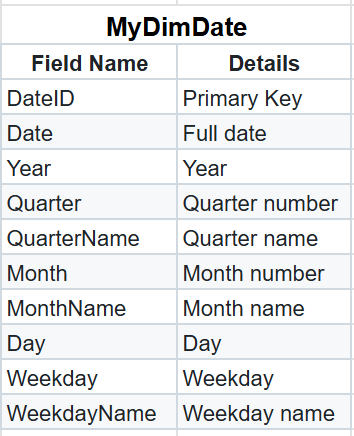 MyDimDate
Field Name Details
DateID Primary Key
Date Full date
Year Year
Quarter Quarter number
QuarterName Quarter name
Month Month number
MonthName Month name
Day Day
Weekday Weekday
WeekdayName Weekday name